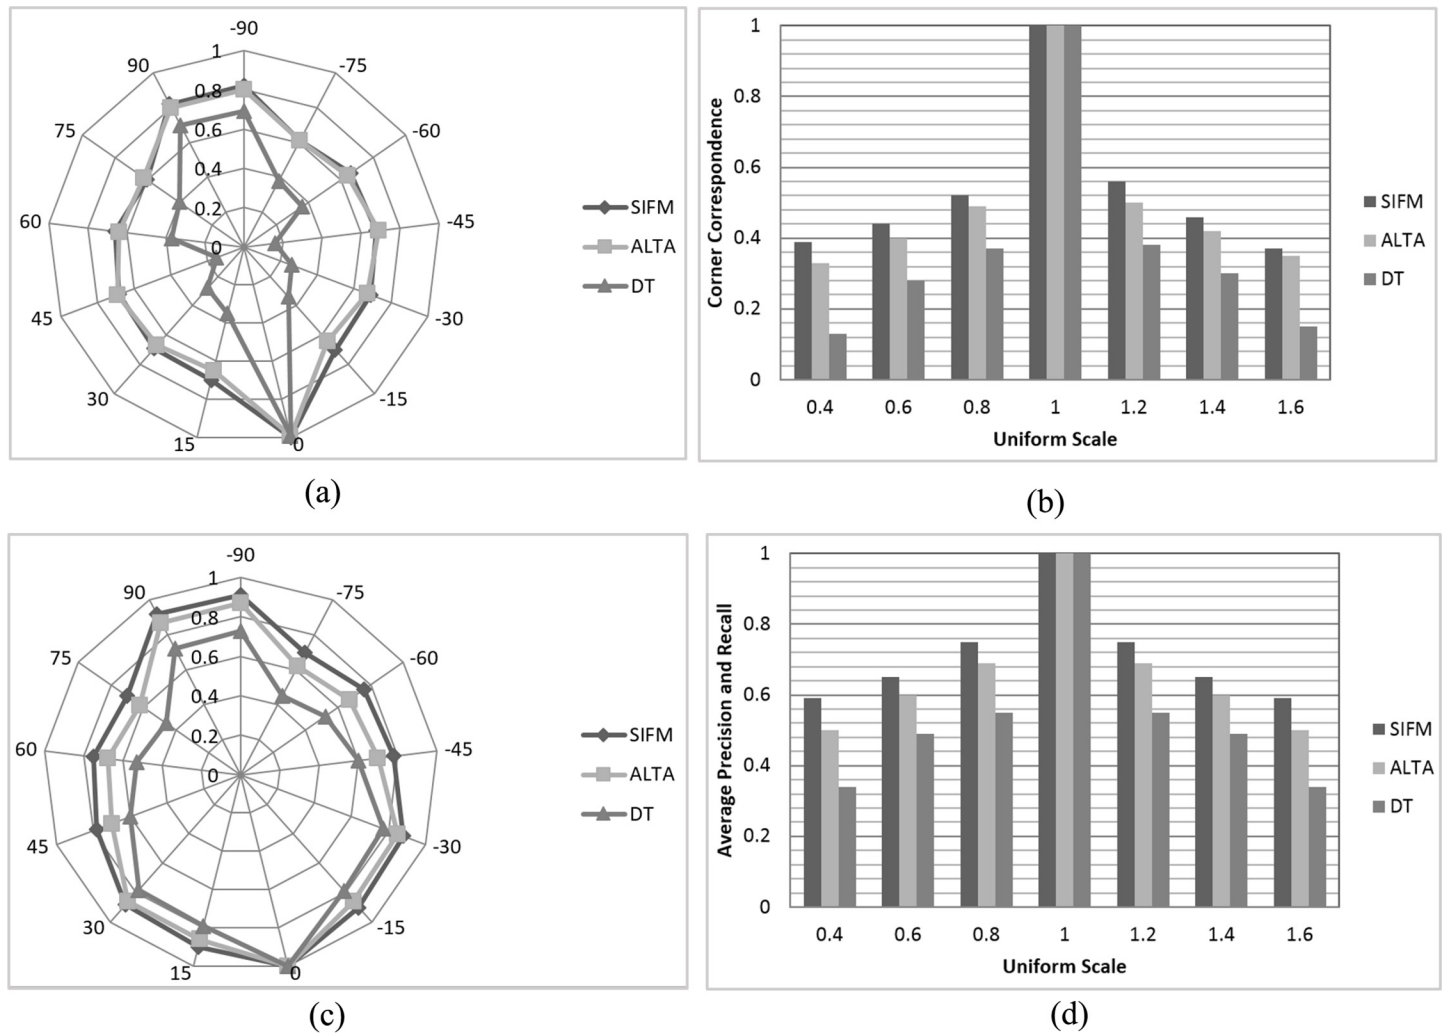 -90
90
1
-75
0.8
75
-60
0.6
0.4
0.2
60
-45
0
45
-30
30
-15
15
0
SIFM
ALTA
DT
(a)
Corner Correspondence
1
0.8
0.6
0.4
0.2
0
0.4 0.6 0.8 1 1.2 1.4 1.6
Uniform Scale
SIFM
ALTA
DT
(b)
-90
90
1
-75
0.8
75
-60
0.6
0.4
0.2
60
-45
0
45
-30
30
-15
15
0
SIFM
ALTA
DT
(c)
Average Precision and Recall
1
0.8
0.6
0.4
0.2
0
0.4 0.6 0.8 1 1.2 1.4 1.6
Uniform Scale
SIFM
ALTA
DT
(d)